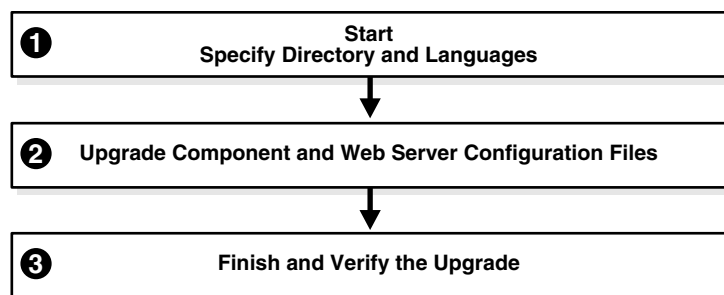 1
Start
Specify Directory and Languages
2
Upgrade Component and Web Server Configuration Files
3
Finish and Verify the Upgrade